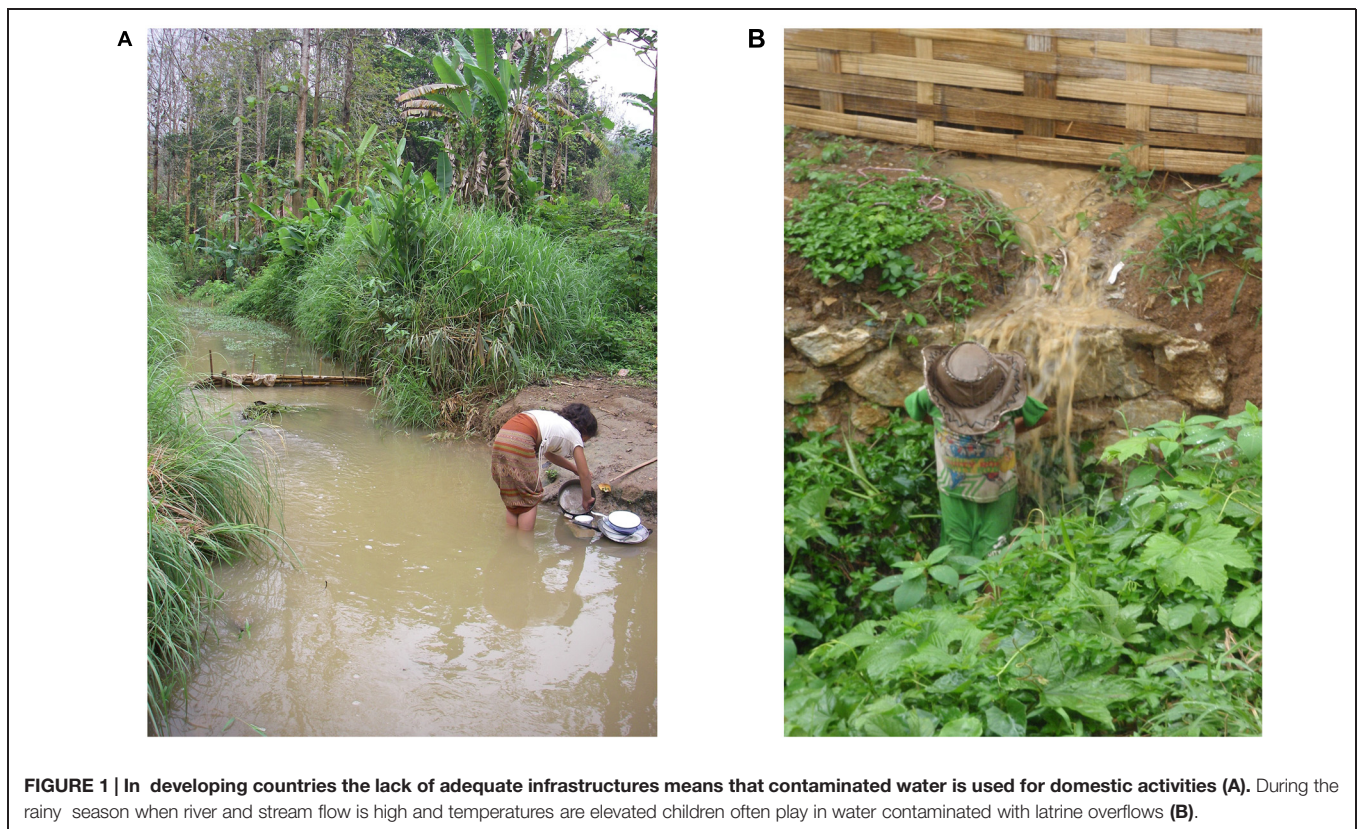 A
B
FIGURE 1 | In developing countries the lack of adequate infrastructures means that contaminated water is used for domestic activities (A). During the
rainy season when river and stream flow is high and temperatures are elevated children often play in water contaminated with latrine overflows (B).